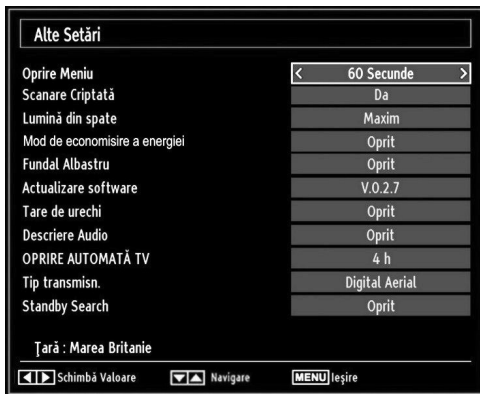 Alte Setări
Oprire Meniu < 60 Secunde >
Scanare Criptată Da
Lumină din spate Maxim
Mod de economisire a energiei Oprit
Fundal Albastru Oprit
Actualizare software V.0.2.7
Tare de urechi Oprit
Descriere Audio Oprit
OPRIRE AUTOMATĂ TV 4 h
Tip transmisn. Digital Aerial
Standby Search Oprit
Ţară : Marea Britanie
Schimbă Valoare Navigare MENU Ieşire